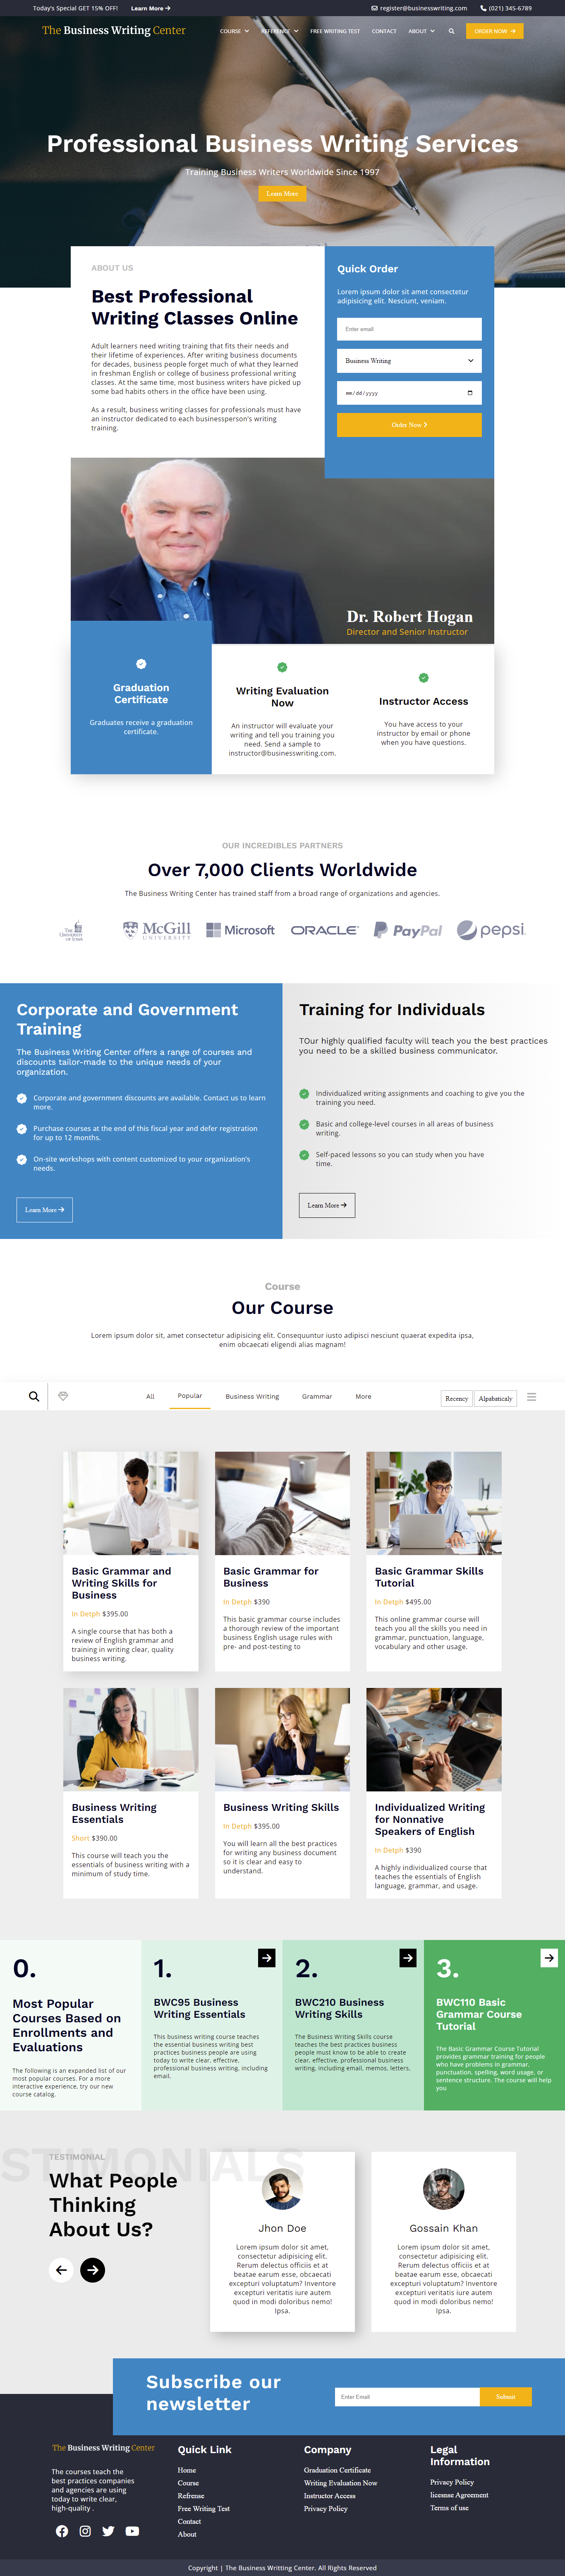 Today's Special GET 15% OFF! Learn More
register@businesswriting.com (021) 345-6789
The Business Writing Center
COURSE REFERENCE FREE WRITING TEST CONTACT ABOUT ORDER NOW
Professional Business Writing Services
Training Business Writers Worldwide Since 1997
Learn More
ABOUT US
Best Professional
Writing Classes Online
Adult learners need writing training that fits their needs and
their lifetime of experiences. After writing business documents
for decades, business people forget much of what they learned
in freshman English or college of business professional writing
classes. At the same time, most business writers have picked up
some bad habits others in the office have been using.
As a result, business writing classes for professionals must have
an instructor dedicated to each businessperson's writing
training.
Quick Order
Lorem ipsum dolor sit amet consectetur
adipisicing elit. Nesciunt, veniam.
Enter email
Business Writing
mm/dd/yyyy
Order Now
Dr. Robert Hogan
Director and Senior Instructor
Graduation
Certificate
Graduates receive a graduation
certificate.
Writing Evaluation
Now
An instructor will evaluate your
writing and tell you training you
need. Send a sample to
instructor@businesswriting.com.
Instructor Access
You have access to your
instructor by email or phone
when you have questions.
OUR INCREDIBLES PARTNERS
Over 7,000 Clients Worldwide
The Business Writing Center has trained staff from a broad range of organizations and agencies.
The
University
of Iowa
McGill
UNIVERSITY
Microsoft
ORACLE
PayPal
pepsi
Corporate and Government
Training
The Business Writing Center offers a range of courses and
discounts tailor-made to the unique needs of your
organization.
Corporate and government discounts are available. Contact us to learn
more.
Purchase courses at the end of this fiscal year and defer registration
for up to 12 months.
On-site workshops with content customized to your organization's
needs.
Learn More
Training for Individuals
TOur highly qualified faculty will teach you the best practices
you need to be a skilled business communicator.
Individualized writing assignments and coaching to give you the
training you need.
Basic and college-level courses in all areas of business
writing.
Self-paced lessons so you can study when you have
time.
Learn More
Course
Our Course
Lorem ipsum dolor sit, amet consectetur adipisicing elit. Consequuntur iusto adipisci nesciunt quaerat expedita ipsa,
enim obcaecati eligendi alias magnam!
All Popular Business Writing Grammar More
Recency Alpabaticaly
Basic Grammar and
Writing Skills for
Business
In Detph $395.00
A single course that has both a
review of English grammar and
training in writing clear, quality
business writing.
Basic Grammar for
Business
In Detph $390
This basic grammar course includes
a thorough review of the important
business English usage rules with
pre- and post-testing to
Basic Grammar Skills
Tutorial
In Detph $495.00
This online grammar course will
teach you all the skills you need in
grammar, punctuation, language,
vocabulary and other usage.
Business Writing
Essentials
Short $390.00
This course will teach you the
essentials of business writing with a
minimum of study time.
Business Writing Skills
In Detph $395.00
You will learn all the best practices
for writing any business document
so it is clear and easy to
understand.
Individualized Writing
for Nonnative
Speakers of English
In Detph $390
A highly individualized course that
teaches the essentials of English
language, grammar, and usage.
0.
Most Popular
Courses Based on
Enrollments and
Evaluations
The following is an expanded list of our
most popular courses. For a more
interactive experience, try our new
course catalog.
1.
BWC95 Business
Writing Essentials
This business writing course teaches
the essential business writing best
practices business people are using
today to write clear, effective,
professional business writing, including
email.
2.
BWC210 Business
Writing Skills
The Business Writing Skills course
teaches the best practices business
people must know to be able to create
clear, effective, professional business
writing, including email, memos, letters,
3.
BWC110 Basic
Grammar Course
Tutorial
The Basic Grammar Course Tutorial
provides grammar training for people
who have problems in grammar,
punctuation, spelling, word usage, or
sentence structure. The course will help
you
STIMONIALS
TESTIMONIAL
What People
Thinking
About Us?
Jhon Doe
Lorem ipsum dolor sit amet,
consectetur adipisicing elit.
Rerum delectus officiis et at
beatae earum esse, obcaecati
excepturi voluptatum? Inventore
excepturi veritatis iure autem
quod in modi doloribus nemo!
Ipsa.
Gossain Khan
Lorem ipsum dolor sit amet,
consectetur adipisicing elit.
Rerum delectus officiis et at
beatae earum esse, obcaecati
excepturi voluptatum? Inventore
excepturi veritatis iure autem
quod in modi doloribus nemo!
Ipsa.
Subscribe our
newsletter
Enter Email
Submit
The Business Writing Center
The courses teach the
best practices companies
and agencies are using
today to write clear,
high-quality .
Quick Link
Home
Course
Refrense
Free Writing Test
Contact
About
Company
Graduation Certificate
Writing Evaluation Now
Instructor Access
Privacy Policy
Legal
Information
Privacy Policy
licesnse Agreement
Terms of use
Copyright | The Business Writting Center. All Rights Reserved